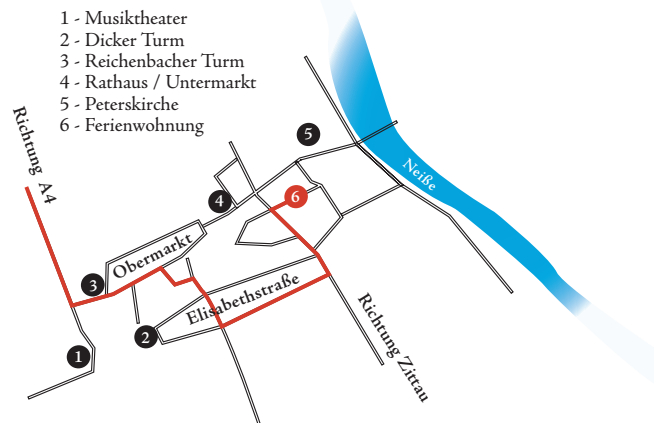 1 - Musiktheater
2 - Dicker Turm
3 - Reichenbacher Turm
4 - Rathaus / Untermarkt
5 - Peterskirche
6 - Ferienwohnung
Richtung A4
5
Neiße
6
4
Obermarkt
3
Elisabethstraße
Richtung Zittau
2
1